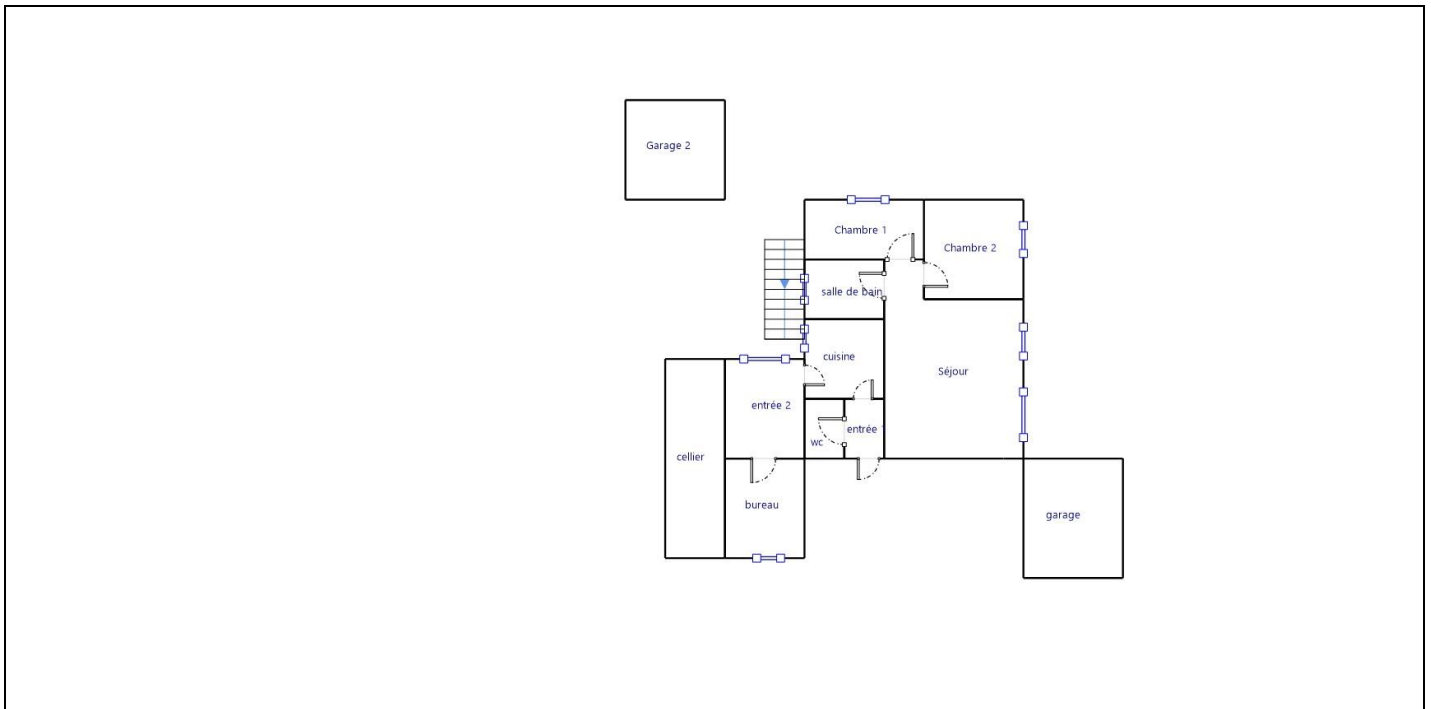 Garage 2
Chambre 1
Chambre 2
salle de bain
cuisine
Séjour
entrée 2
entrée
wc
cellier
bureau
garage